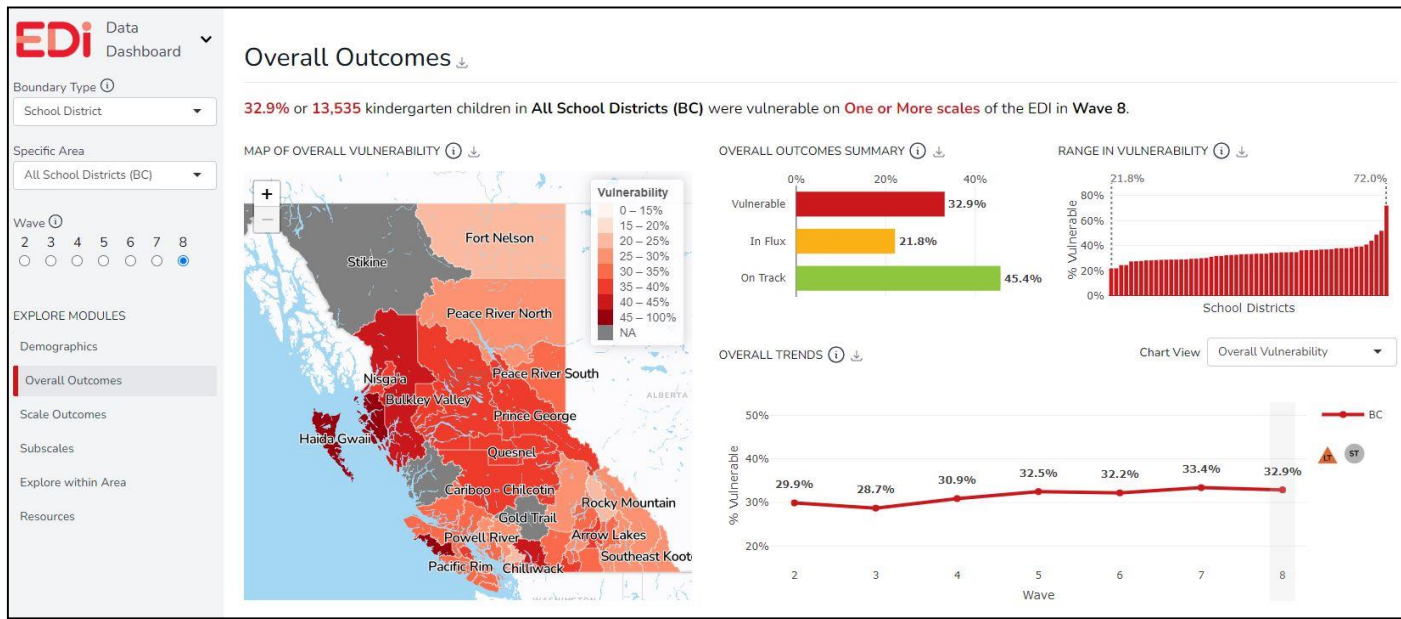 EDi Data
Dashboard
Boundary Type
School District
Specific Area
All School Districts (BC)
Wave
2 3 4 5 6 7 8
EXPLORE MODULES
Demographics
Overall Outcomes
Scale Outcomes
Subscales
Explore within Area
Resources
Overall Outcomes
32.9% or 13,535 kindergarten children in All School Districts (BC) were vulnerable on One or More scales of the EDI in Wave 8.
MAP OF OVERALL VULNERABILITY
+
−
Vulnerability
0 – 15%
15 – 20%
20 – 25%
25 – 30%
30 – 35%
35 – 40%
40 – 45%
45 – 100%
NA
Fort Nelson
Stikine
Peace River North
Nisga'a
Peace River South
ALBERTA
Bulkley Valley
Prince George
Haida Gwaii
Quesnel
Cariboo - Chilcotin
Rocky Mountain
Gold Trail
Powell River
Arrow Lakes
Southeast Koot
Pacific Rim
Chilliwack
WASHINGTON
OVERALL OUTCOMES SUMMARY
0% 20% 40%
Vulnerable 32.9%
In Flux 21.8%
On Track 45.4%
RANGE IN VULNERABILITY
21.8% 72.0%
80%
60%
40%
20%
0%
% Vulnerable
School Districts
OVERALL TRENDS
Chart View Overall Vulnerability
50%
40%
30%
20%
% Vulnerable
29.9% 28.7% 30.9% 32.5% 32.2% 33.4% 32.9%
2 3 4 5 6 7 8
Wave
BC
LT ST